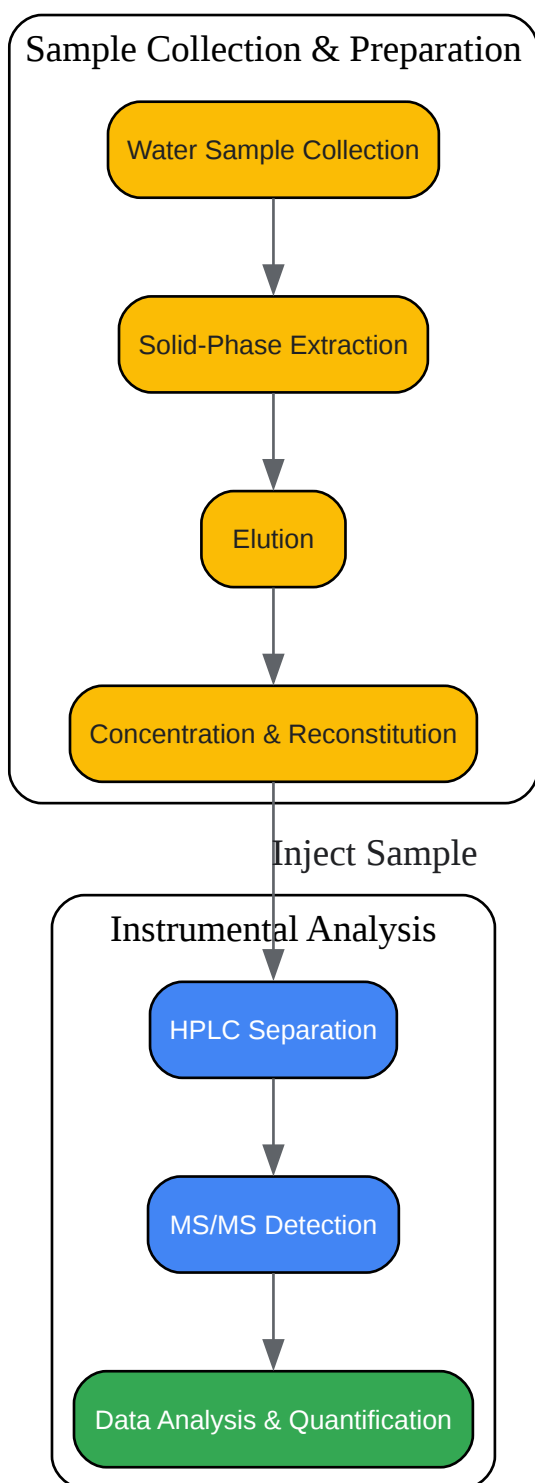 Sample Collection & Preparation
Water Sample Collection
Solid-Phase Extraction
Elution
Concentration & Reconstitution
Inject Sample
Instrumental Analysis
HPLC Separation
MS/MS Detection
Data Analysis & Quantification